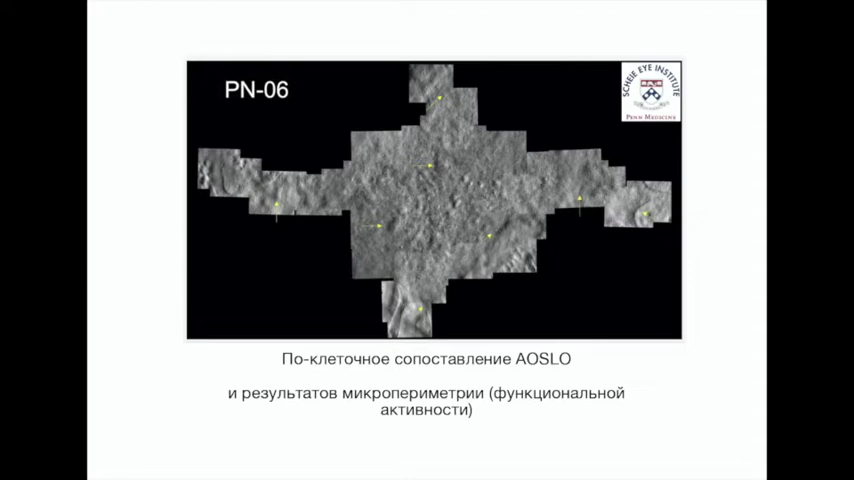 PN-06
SCHEIE EYE INSTITUTE
PENN MEDICINE
По-клеточное сопоставление AOSLO
и результатов микропериметрии (функциональной
активности)